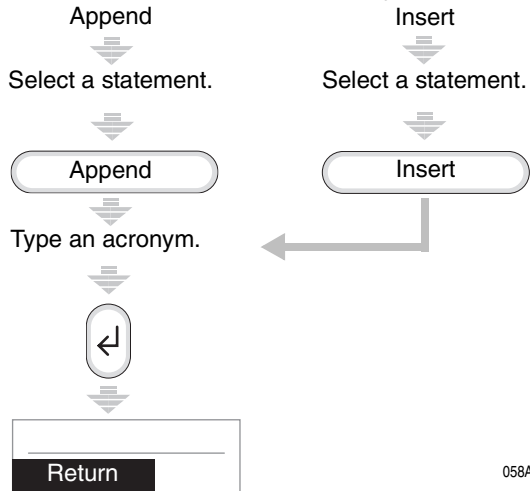 Append
Insert
Select a statement.
Select a statement.
Append
Insert
Type an acronym.
Return
058A